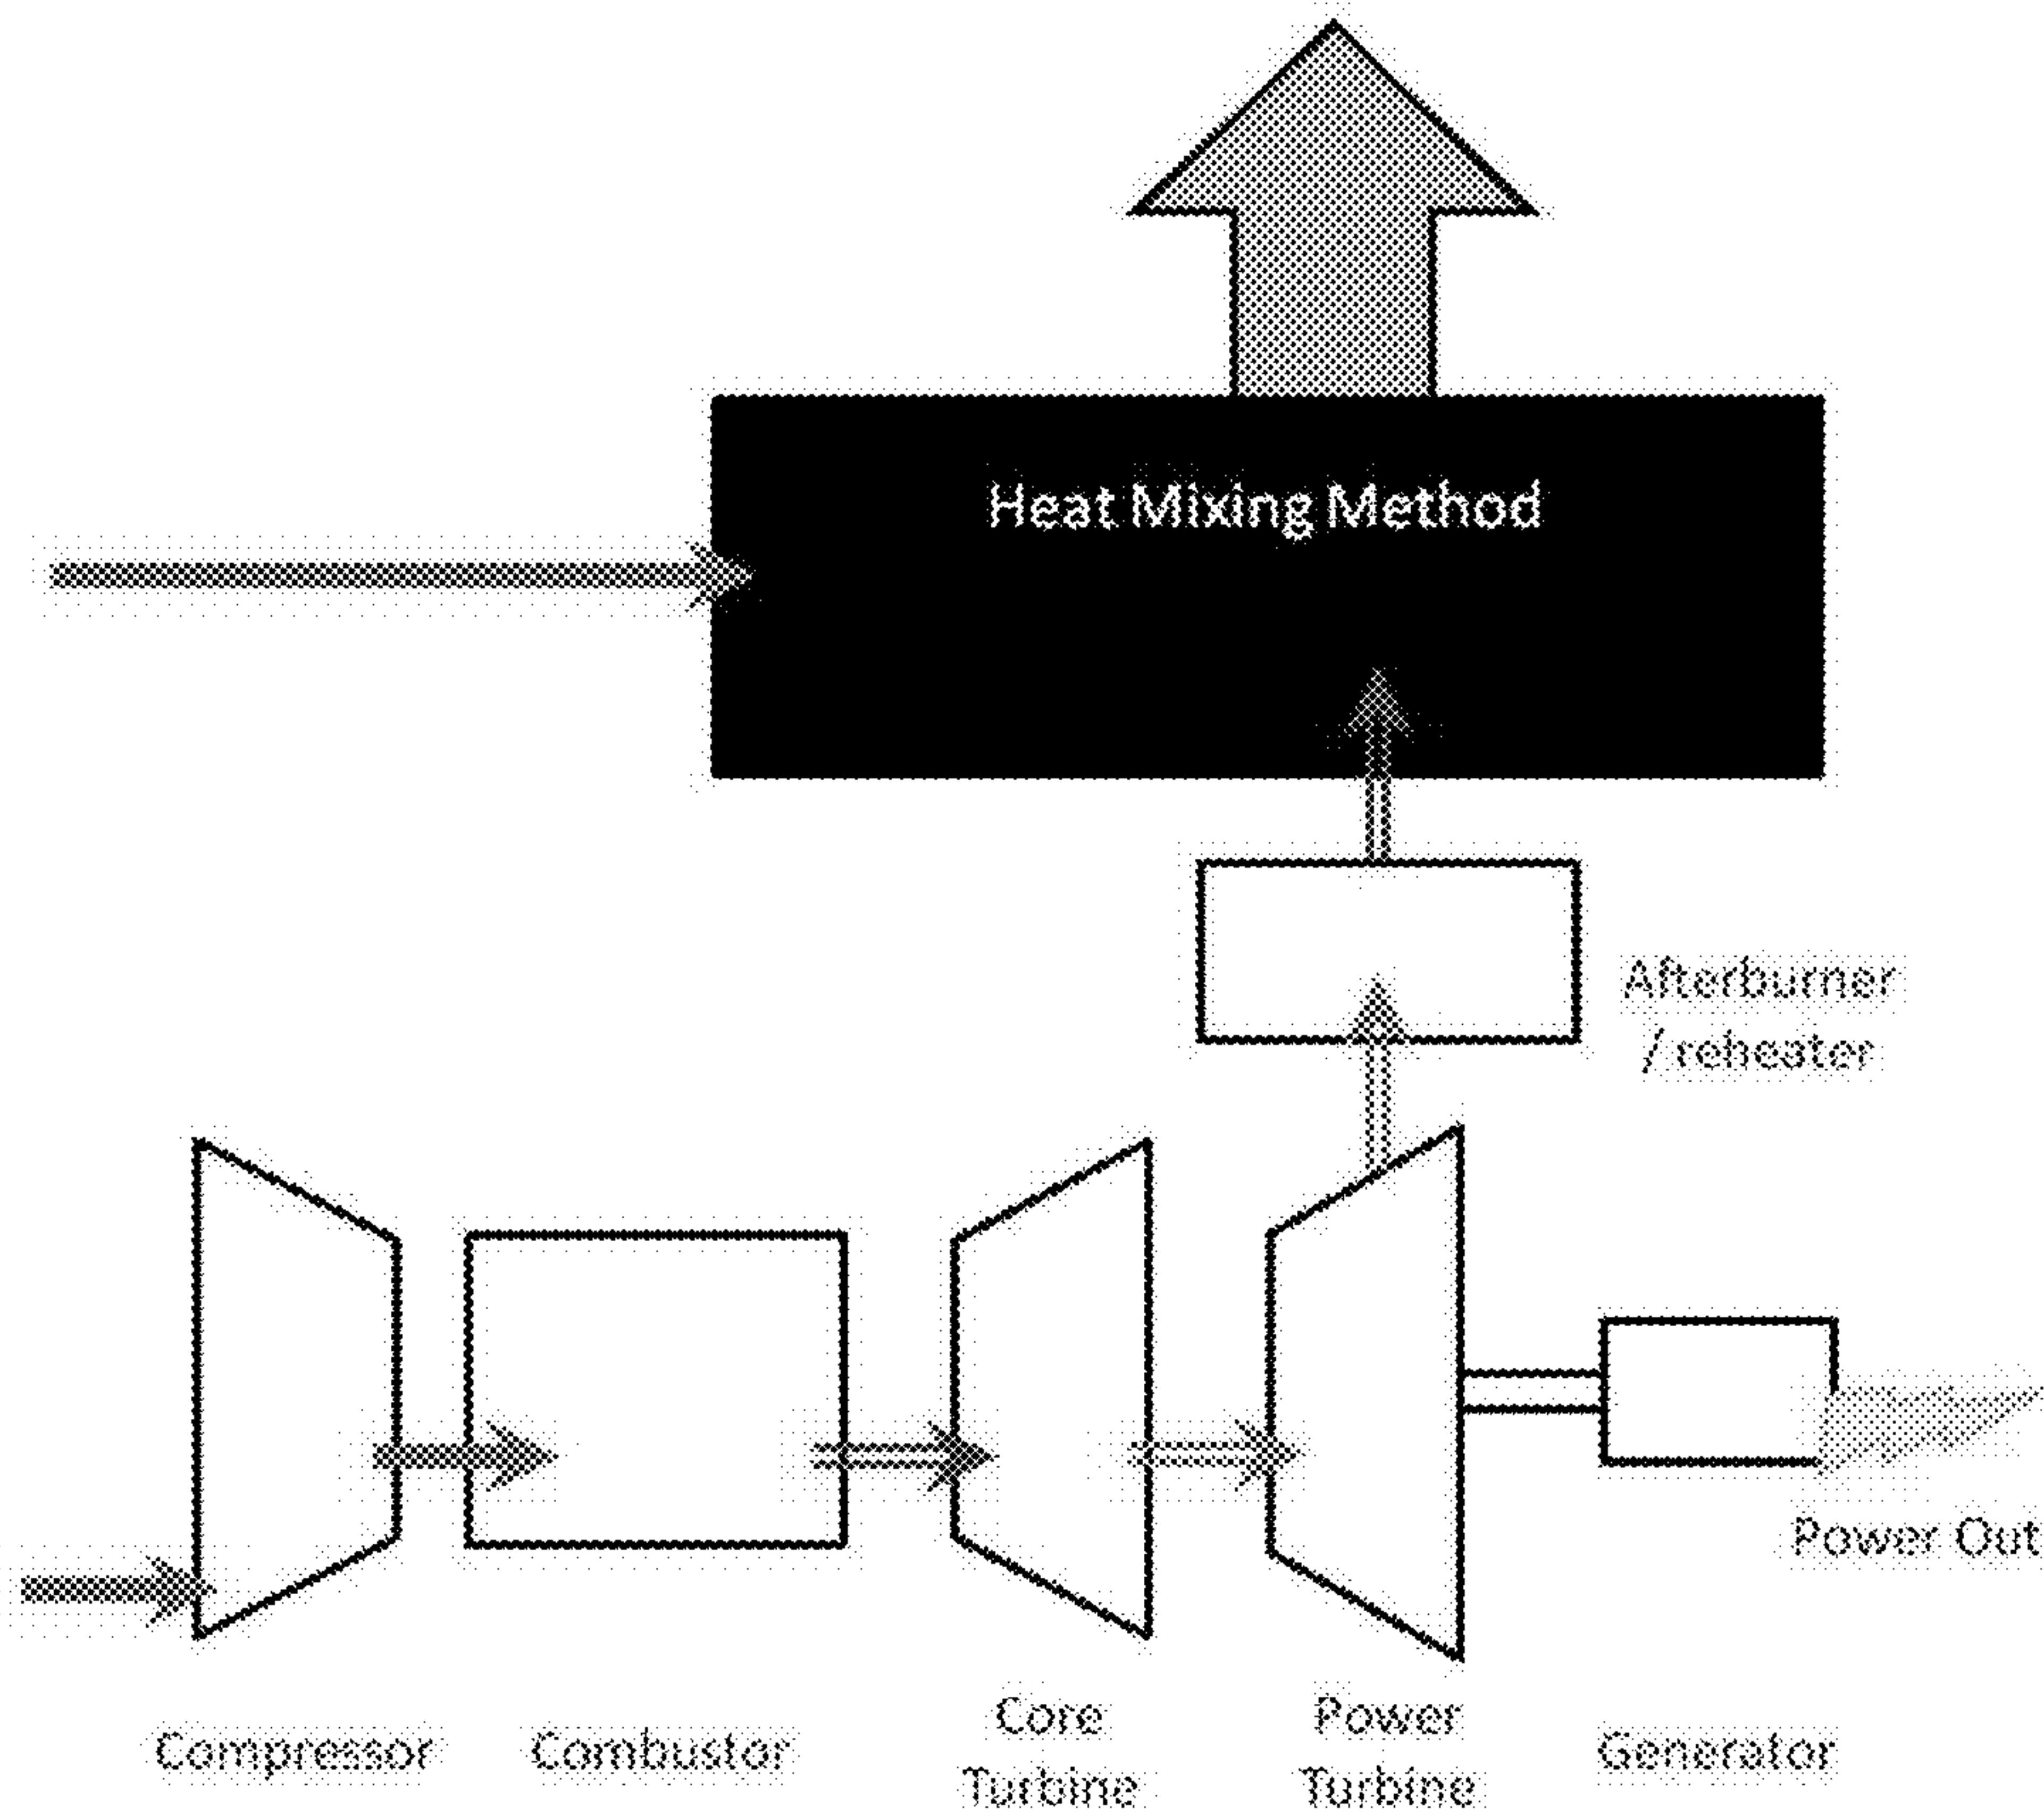 Heat Mixing Method
Afterburner
/ reheater
Power Out
Compressor
Combustor
Core
Turbine
Power
Turbine
Generator